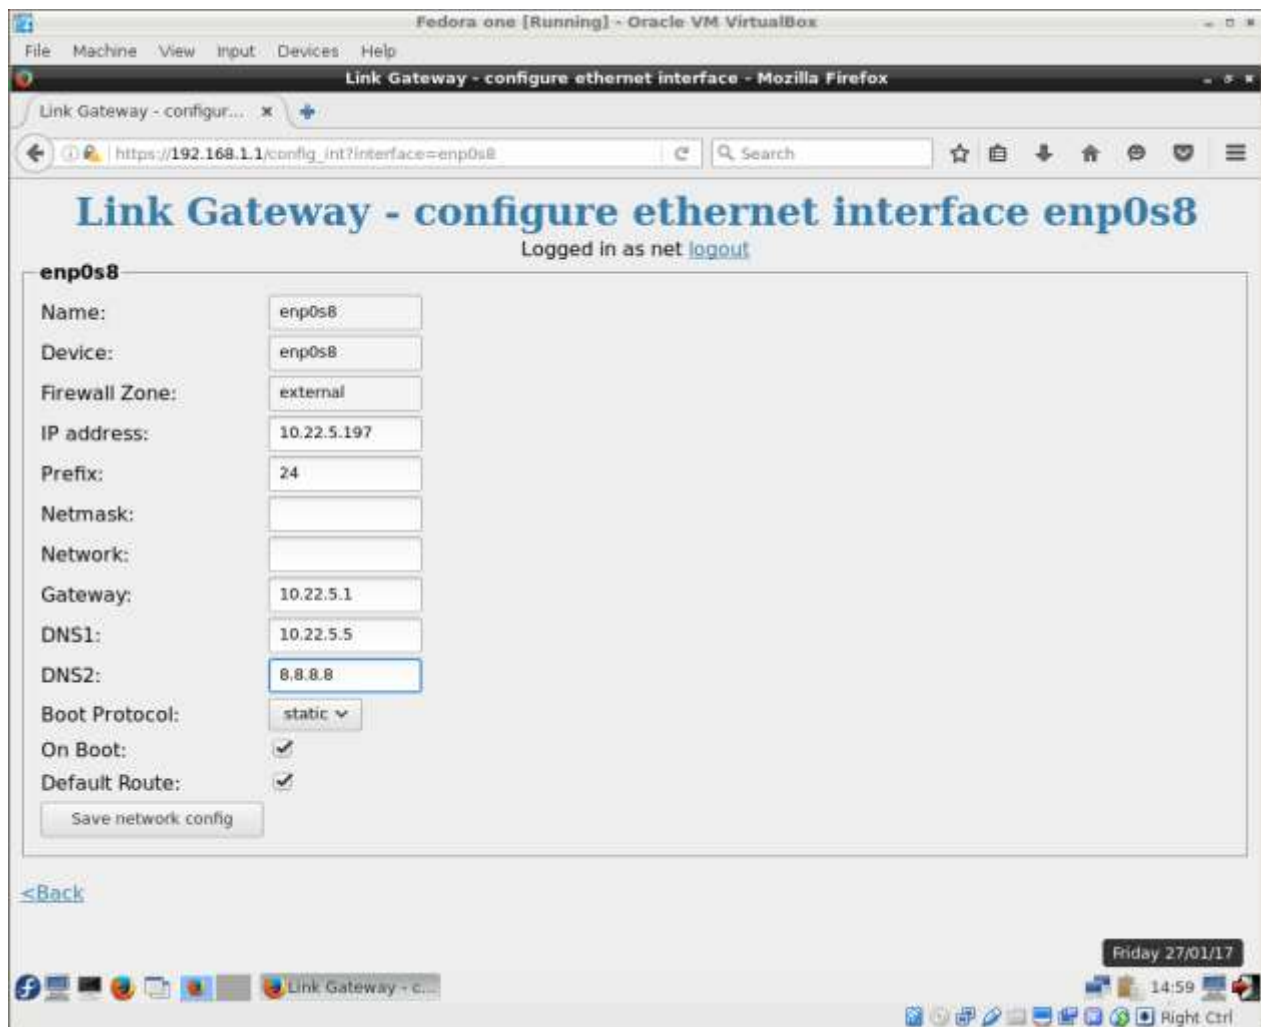 Fedora one [Running] - Oracle VM VirtualBox
File Machine View Input Devices Help
Link Gateway - configure ethernet interface - Mozilla Firefox
Link Gateway - configur...
https://192.168.1.1/config_int?interface=enp0s8
Search
Link Gateway - configure ethernet interface enp0s8
Logged in as net logout
enp0s8
Name: enp0s8
Device: enp0s8
Firewall Zone: external
IP address: 10.22.5.197
Prefix: 24
Netmask:
Network:
Gateway: 10.22.5.1
DNS1: 10.22.5.5
DNS2: 8.8.8.8
Boot Protocol: static
On Boot:
Default Route:
Save network config
<Back
Friday 27/01/17
Link Gateway - c...
14:59
Right Ctrl